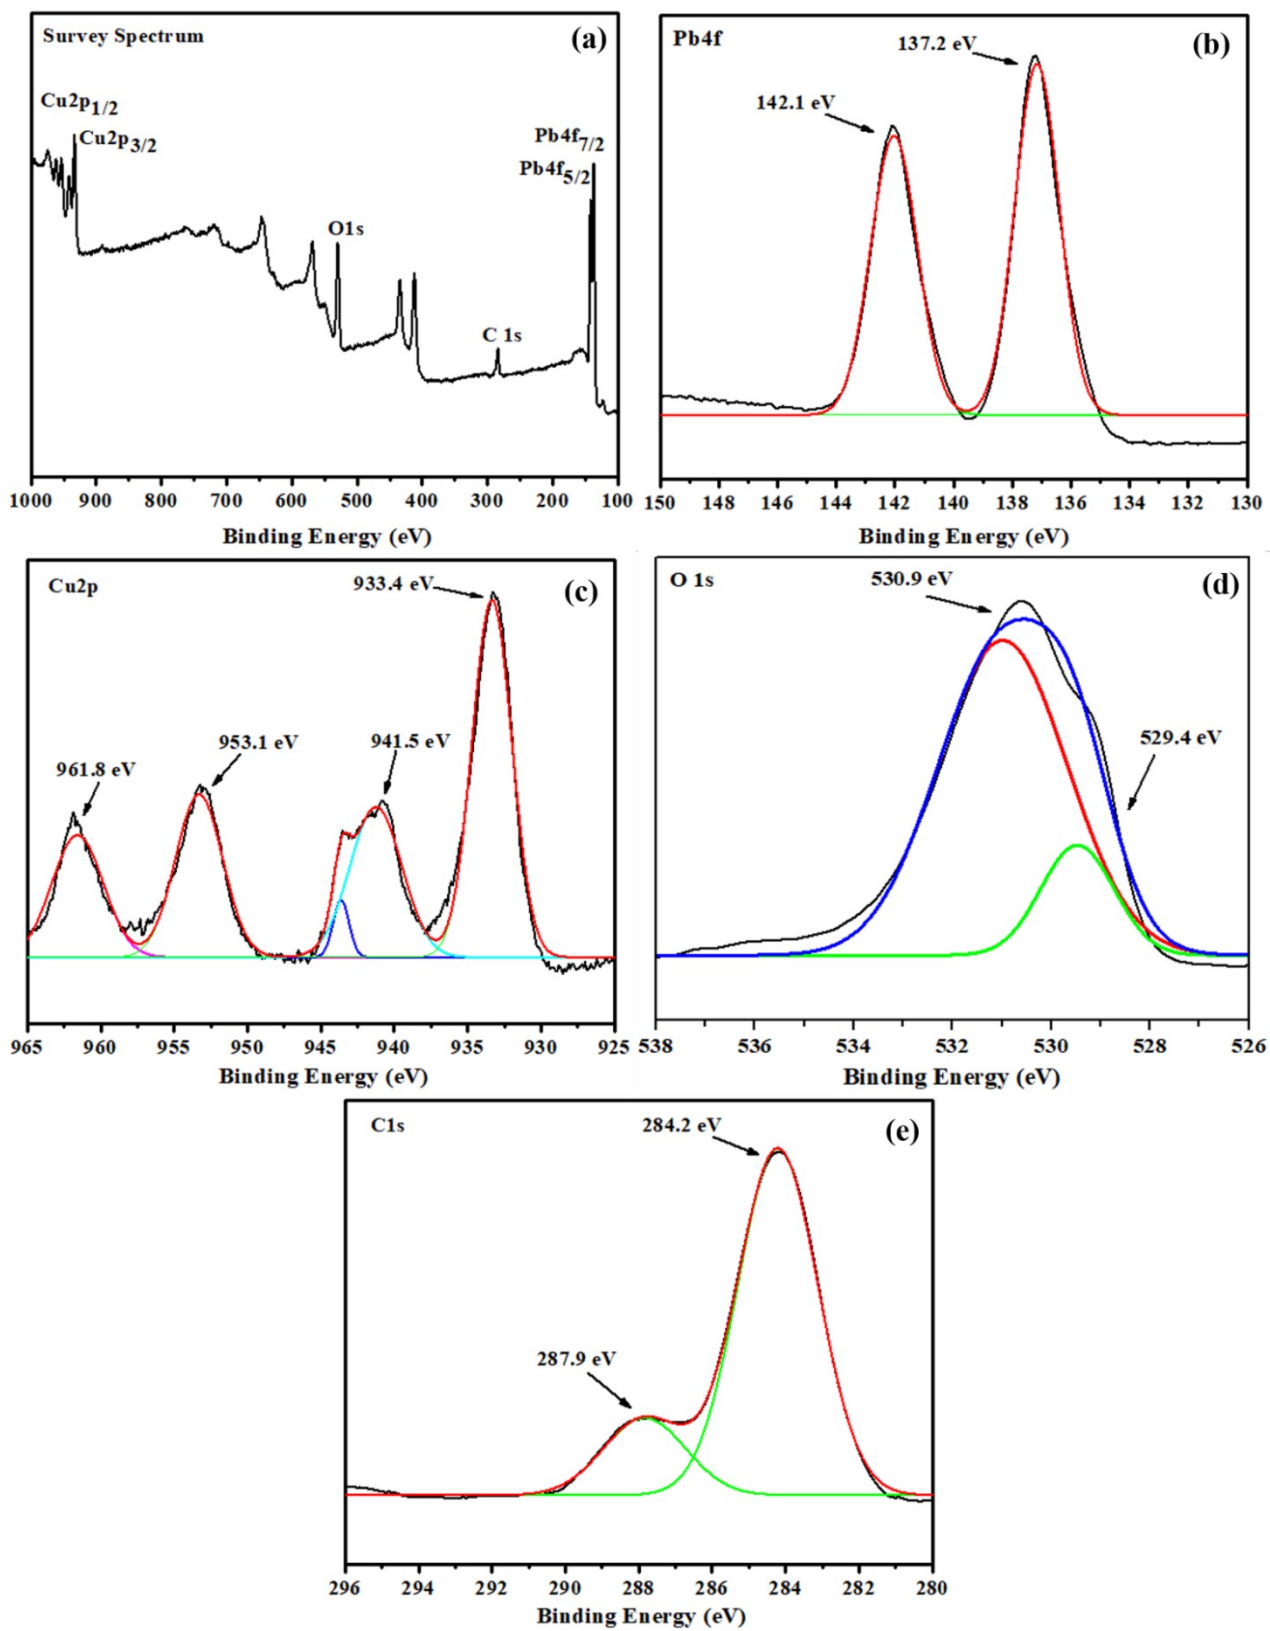 Survey Spectrum
(a)
Cu2p1/2
Cu2p3/2
O1s
C 1s
Pb4f7/2
Pb4f5/2
1000 900 800 700 600 500 400 300 200 100
Binding Energy (eV)
Pb4f
(b)
137.2 eV
142.1 eV
150 148 146 144 142 140 138 136 134 132 130
Binding Energy (eV)
Cu2p
(c)
933.4 eV
961.8 eV
953.1 eV
941.5 eV
965 960 955 950 945 940 935 930 925
Binding Energy (eV)
O 1s
(d)
530.9 eV
529.4 eV
538 536 534 532 530 528 526
Binding Energy (eV)
C1s
(e)
284.2 eV
287.9 eV
296 294 292 290 288 286 284 282 280
Binding Energy (eV)